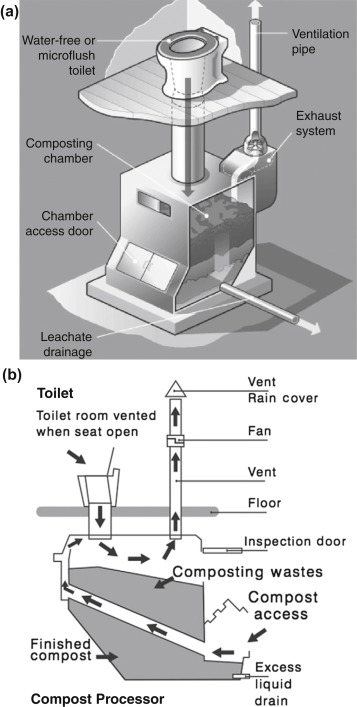 (a)
Water-free or
microflush
toilet
Ventilation
pipe
Exhaust
system
Composting
chamber
Chamber
access door
Leachate
drainage
(b)
Toilet
Toilet room vented
when seat open
Vent
Rain cover
Fan
Vent
Floor
Inspection door
Composting wastes
Compost
access
Finished
compost
Excess
liquid
drain
Compost Processor